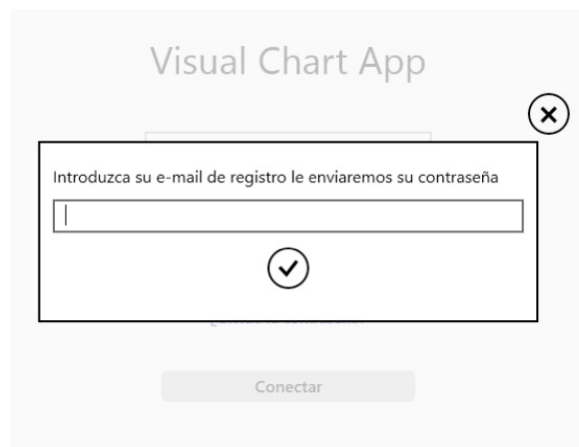 Visual Chart App
Introduzca su e-mail de registro le enviaremos su contraseña
Conectar